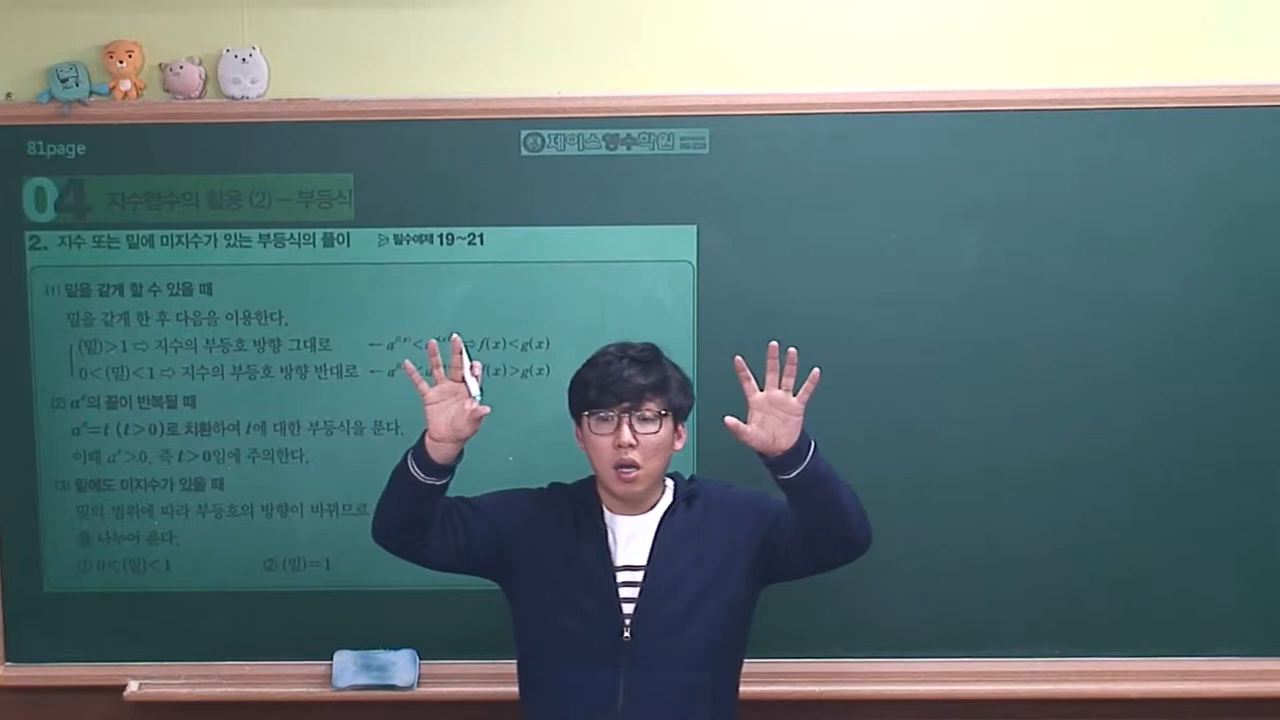 81page
제이스영수학원
04 지수함수의 활용 (2) – 부등식
2. 지수 또는 밑에 미지수가 있는 부등식의 풀이 ▷ 필수예제 19~21
(1) 밑을 같게 할 수 있을 때
밑을 같게 한 후 다음을 이용한다.
(밑)>1 ⇨ 지수의 부등호 방향 그대로 ← a^{f(x)}< ⇨ f(x)<g(x)
0<(밑)<1 ⇨ 지수의 부등호 방향 반대로 ← f(x)>g(x)
(2) a^x의 꼴이 반복될 때
a^x=t (t>0)로 치환하여 t에 대한 부등식을 푼다.
이때 a^x>0, 즉 t>0임에 주의한다.
(3) 밑에도 미지수가 있을 때
밑의 범위에 따라 부등호의 방향이 바뀌므로
를 나누어 푼다.
① 0<(밑)<1 ② (밑)=1